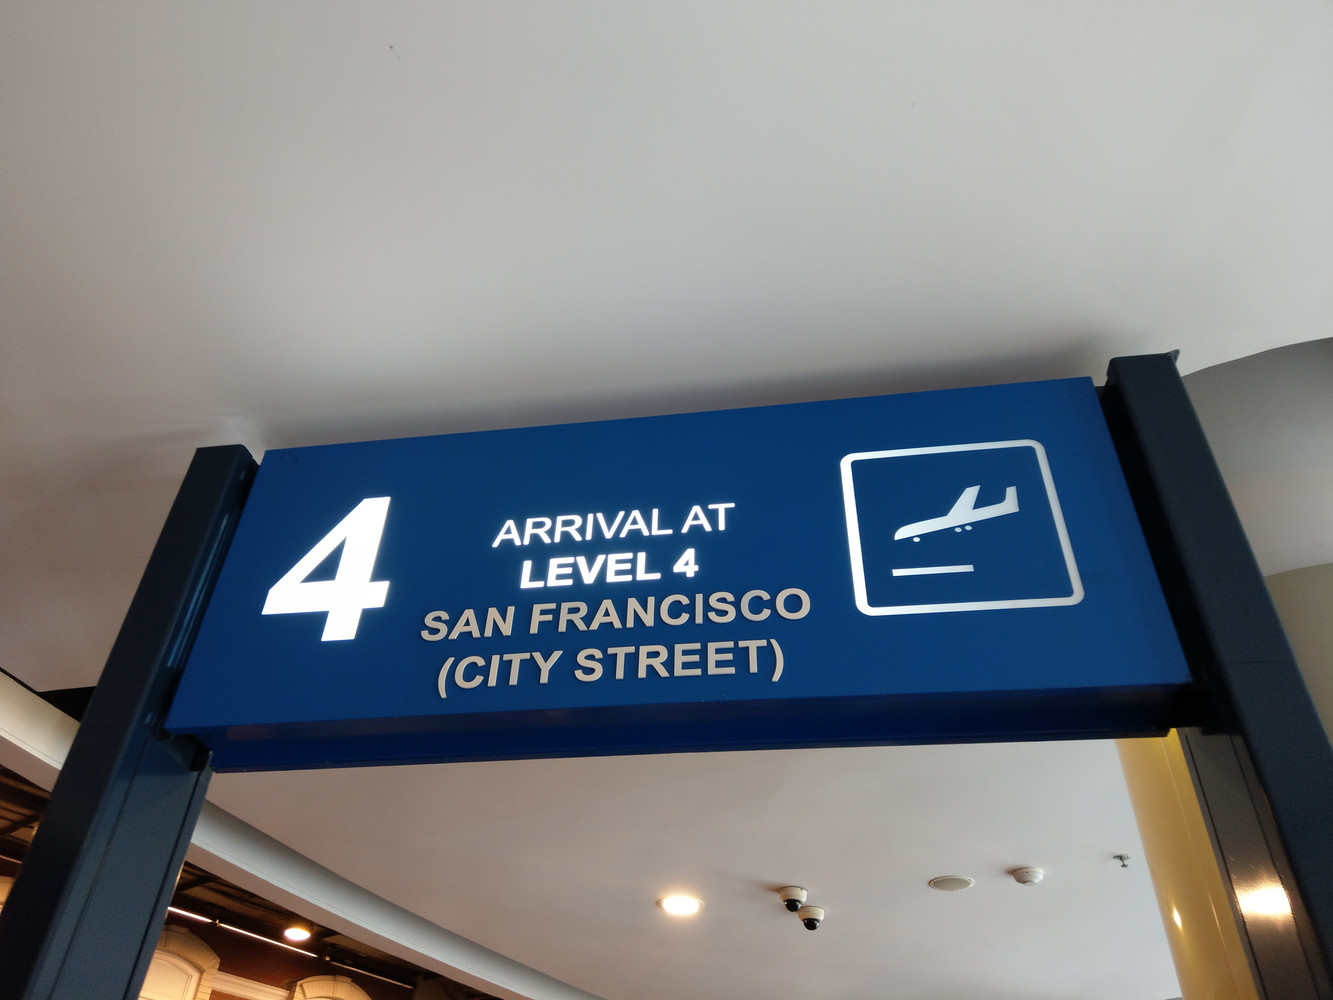 4
ARRIVAL AT
LEVEL 4
SAN FRANCISCO
(CITY STREET)